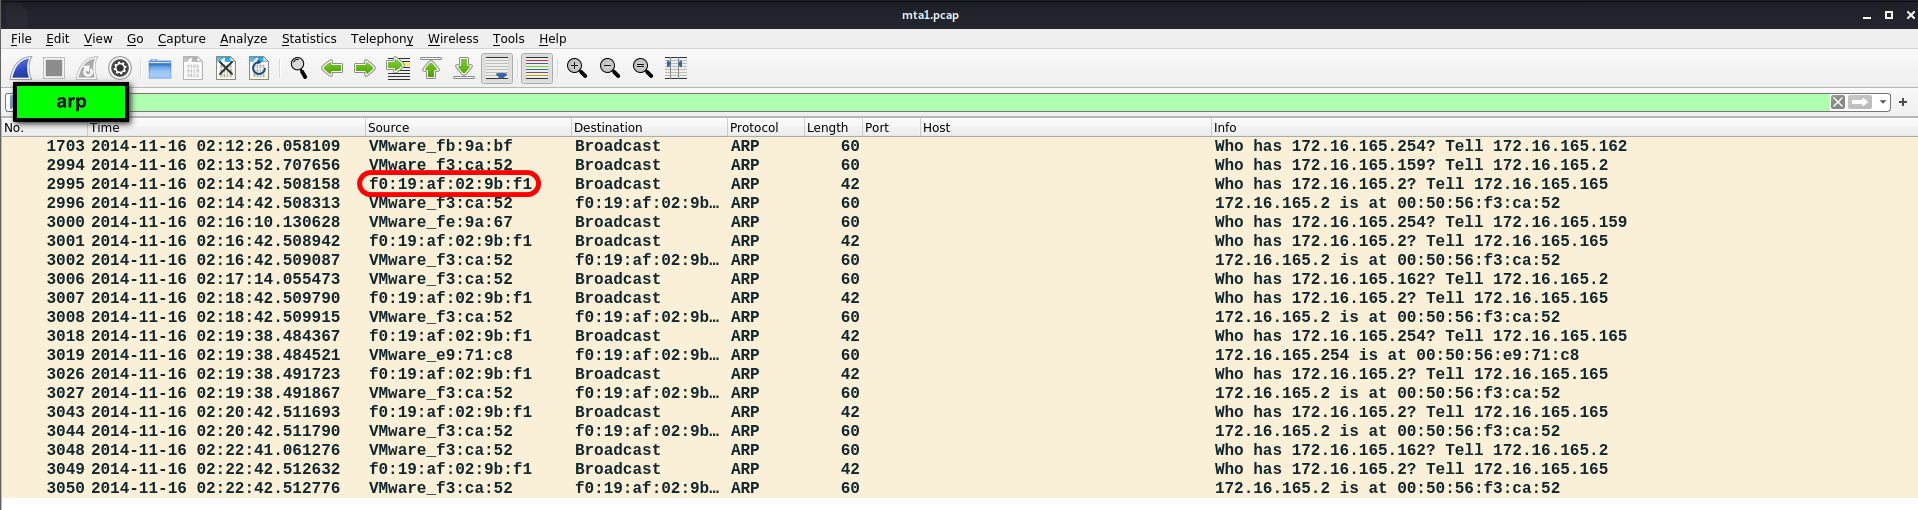 mta1.pcap
File Edit View Go Capture Analyze Statistics Telephony Wireless Tools Help
arp
No. Time Source Destination Protocol Length Port Host Info
1703 2014-11-16 02:12:26.058109 VMware_fb:9a:bf Broadcast ARP 60 Who has 172.16.165.254? Tell 172.16.165.162
2994 2014-11-16 02:13:52.707656 VMware_f3:ca:52 Broadcast ARP 60 Who has 172.16.165.159? Tell 172.16.165.2
2995 2014-11-16 02:14:42.508158 f0:19:af:02:9b:f1 Broadcast ARP 42 Who has 172.16.165.2? Tell 172.16.165.165
2996 2014-11-16 02:14:42.508313 VMware_f3:ca:52 f0:19:af:02:9b… ARP 60 172.16.165.2 is at 00:50:56:f3:ca:52
3000 2014-11-16 02:16:10.130628 VMware_fe:9a:67 Broadcast ARP 60 Who has 172.16.165.254? Tell 172.16.165.159
3001 2014-11-16 02:16:42.508942 f0:19:af:02:9b:f1 Broadcast ARP 42 Who has 172.16.165.2? Tell 172.16.165.165
3002 2014-11-16 02:16:42.509087 VMware_f3:ca:52 f0:19:af:02:9b… ARP 60 172.16.165.2 is at 00:50:56:f3:ca:52
3006 2014-11-16 02:17:14.055473 VMware_f3:ca:52 Broadcast ARP 60 Who has 172.16.165.162? Tell 172.16.165.2
3007 2014-11-16 02:18:42.509790 f0:19:af:02:9b:f1 Broadcast ARP 42 Who has 172.16.165.2? Tell 172.16.165.165
3008 2014-11-16 02:18:42.509915 VMware_f3:ca:52 f0:19:af:02:9b… ARP 60 172.16.165.2 is at 00:50:56:f3:ca:52
3018 2014-11-16 02:19:38.484367 f0:19:af:02:9b:f1 Broadcast ARP 42 Who has 172.16.165.254? Tell 172.16.165.165
3019 2014-11-16 02:19:38.484521 VMware_e9:71:c8 f0:19:af:02:9b… ARP 60 172.16.165.254 is at 00:50:56:e9:71:c8
3026 2014-11-16 02:19:38.491723 f0:19:af:02:9b:f1 Broadcast ARP 42 Who has 172.16.165.2? Tell 172.16.165.165
3027 2014-11-16 02:19:38.491867 VMware_f3:ca:52 f0:19:af:02:9b… ARP 60 172.16.165.2 is at 00:50:56:f3:ca:52
3043 2014-11-16 02:20:42.511693 f0:19:af:02:9b:f1 Broadcast ARP 42 Who has 172.16.165.2? Tell 172.16.165.165
3044 2014-11-16 02:20:42.511790 VMware_f3:ca:52 f0:19:af:02:9b… ARP 60 172.16.165.2 is at 00:50:56:f3:ca:52
3048 2014-11-16 02:22:41.061276 VMware_f3:ca:52 Broadcast ARP 60 Who has 172.16.165.162? Tell 172.16.165.2
3049 2014-11-16 02:22:42.512632 f0:19:af:02:9b:f1 Broadcast ARP 42 Who has 172.16.165.2? Tell 172.16.165.165
3050 2014-11-16 02:22:42.512776 VMware_f3:ca:52 f0:19:af:02:9b… ARP 60 172.16.165.2 is at 00:50:56:f3:ca:52